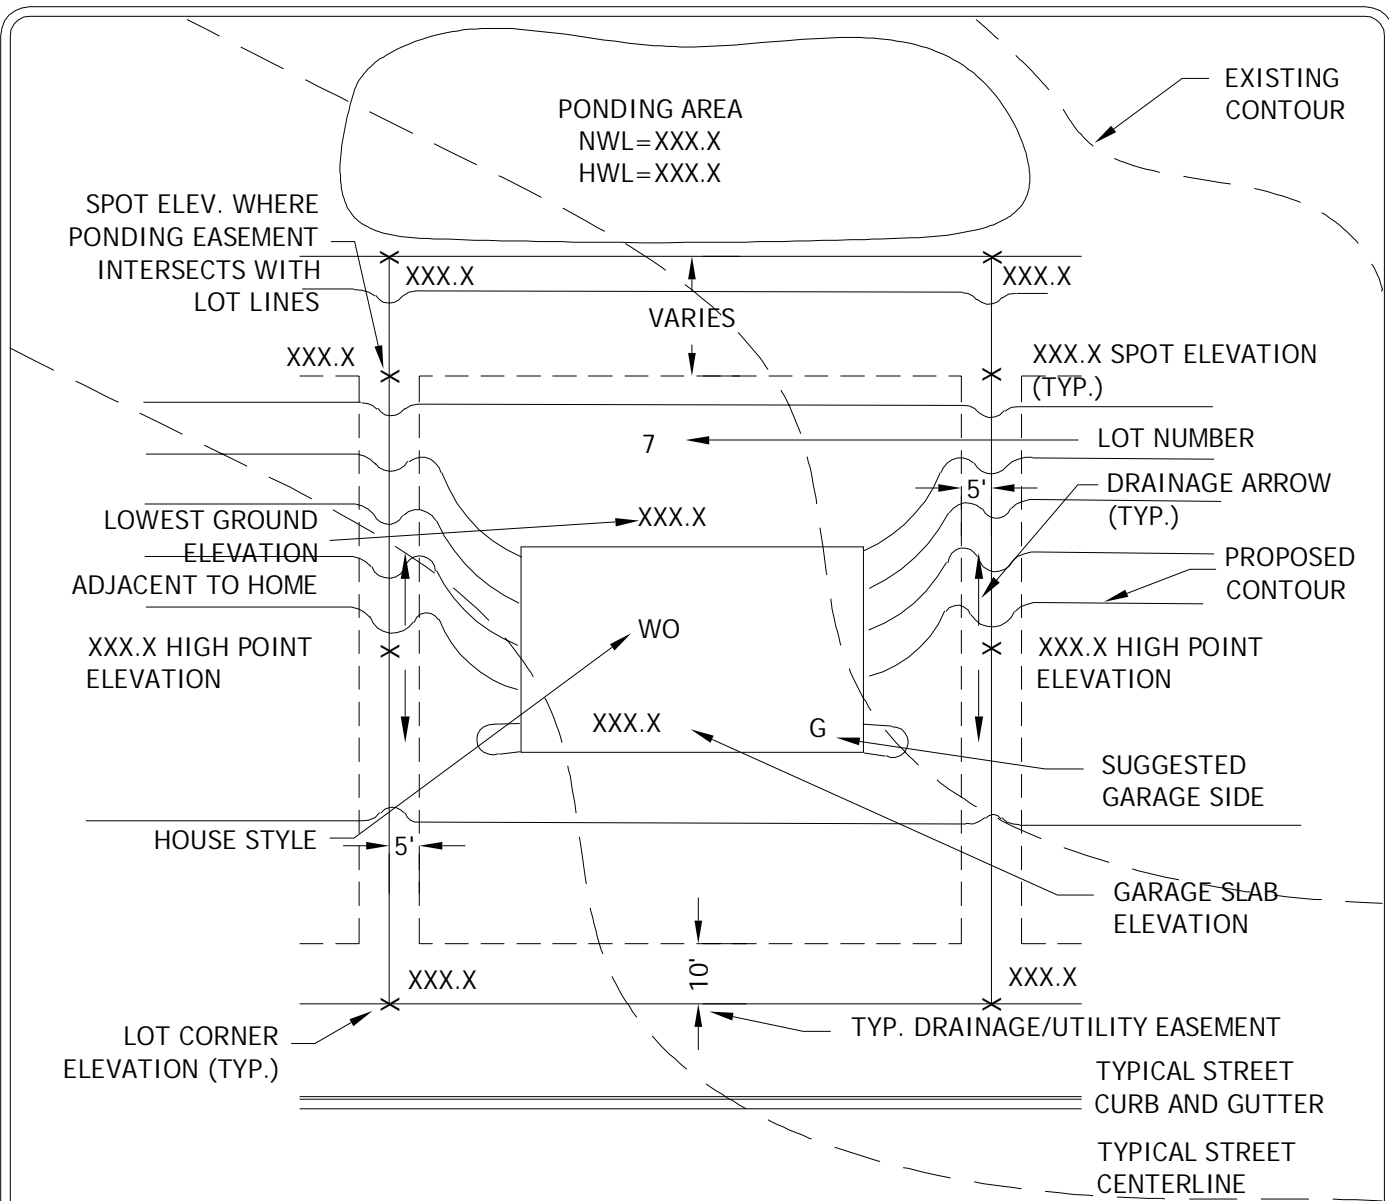 EXISTING
CONTOUR
PONDING AREA
NWL=XXX.X
HWL=XXX.X
SPOT ELEV. WHERE
PONDING EASEMENT
INTERSECTS WITH
LOT LINES
XXX.X
XXX.X
VARIES
XXX.X
XXX.X SPOT ELEVATION
(TYP.)
7
LOT NUMBER
5'
DRAINAGE ARROW
(TYP.)
XXX.X
LOWEST GROUND
ELEVATION
ADJACENT TO HOME
PROPOSED
CONTOUR
WO
XXX.X HIGH POINT
ELEVATION
XXX.X HIGH POINT
ELEVATION
XXX.X
G
SUGGESTED
GARAGE SIDE
HOUSE STYLE
5'
GARAGE SLAB
ELEVATION
10'
XXX.X
XXX.X
LOT CORNER
ELEVATION (TYP.)
TYP. DRAINAGE/UTILITY EASEMENT
TYPICAL STREET
CURB AND GUTTER
TYPICAL STREET
CENTERLINE